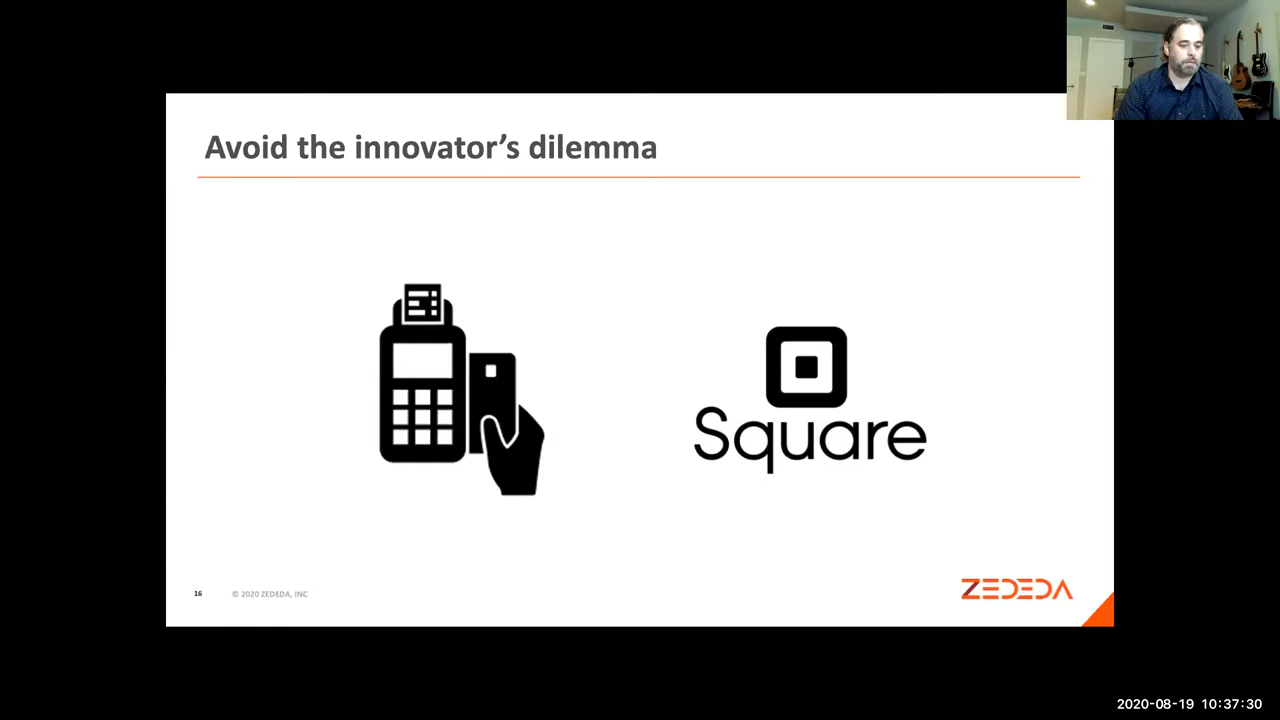 Avoid the innovator’s dilemma
Square
16 © 2020 ZEDEDA, INC
ZEDEDA
2020-08-19 10:37:30